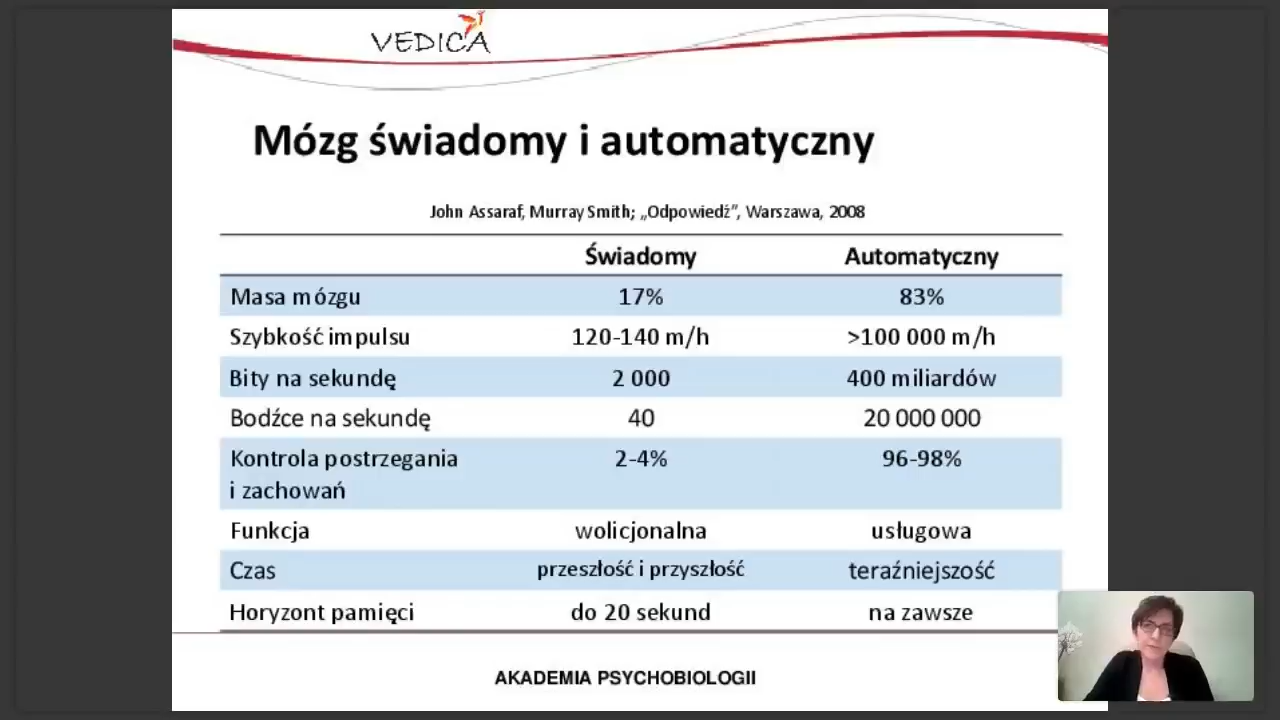 VEDICA
Mózg świadomy i automatyczny
John Assaraf, Murray Smith; „Odpowiedź”, Warszawa, 2008
Świadomy Automatyczny
Masa mózgu 17% 83%
Szybkość impulsu 120-140 m/h >100 000 m/h
Bity na sekundę 2 000 400 miliardów
Bodźce na sekundę 40 20 000 000
Kontrola postrzegania 2-4% 96-98%
i zachowań
Funkcja wolicjonalna usługowa
Czas przeszłość i przyszłość teraźniejszość
Horyzont pamięci do 20 sekund na zawsze
AKADEMIA PSYCHOBIOLOGII